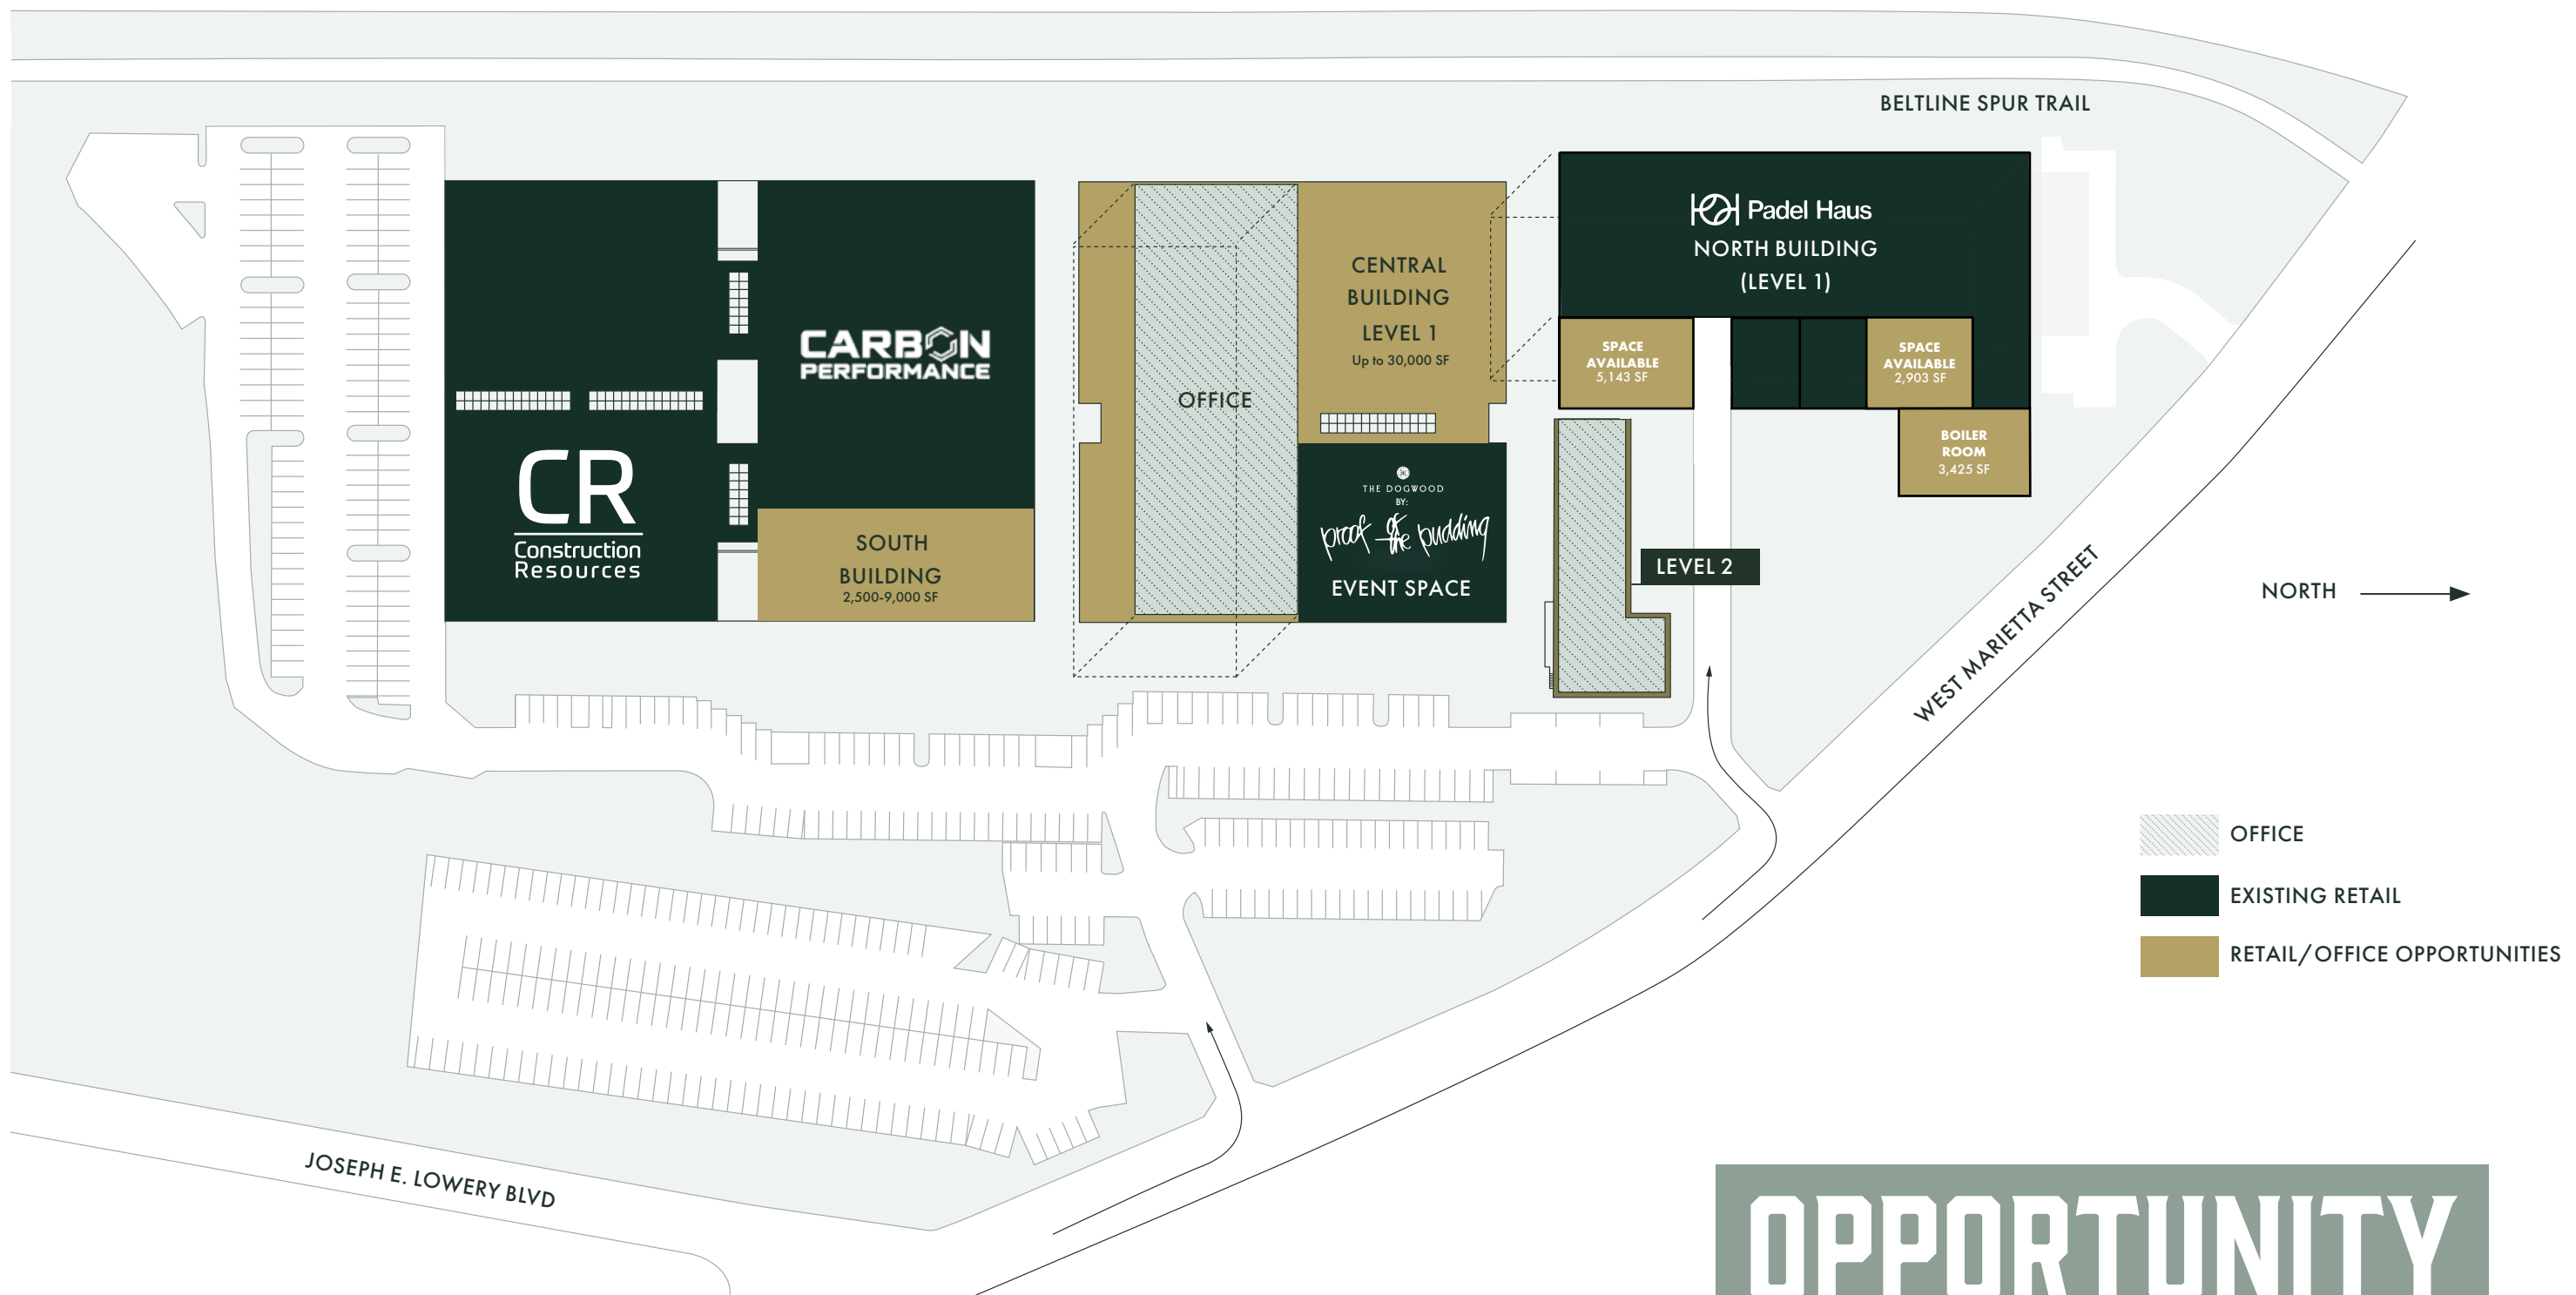 BELTLINE SPUR TRAIL
Padel Haus
NORTH BUILDING
(LEVEL 1)
CARBON
PERFORMANCE
CR
Construction
Resources
SOUTH
BUILDING
2,500-9,000 SF
OFFICE
CENTRAL
BUILDING
LEVEL 1
Up to 30,000 SF
THE DOGWOOD
BY:
proof of the pudding
EVENT SPACE
SPACE
AVAILABLE
5,143 SF
SPACE
AVAILABLE
2,903 SF
BOILER
ROOM
3,425 SF
LEVEL 2
WEST MARIETTA STREET
NORTH
OFFICE
EXISTING RETAIL
RETAIL/OFFICE OPPORTUNITIES
JOSEPH E. LOWERY BLVD
OPPORTUNITY